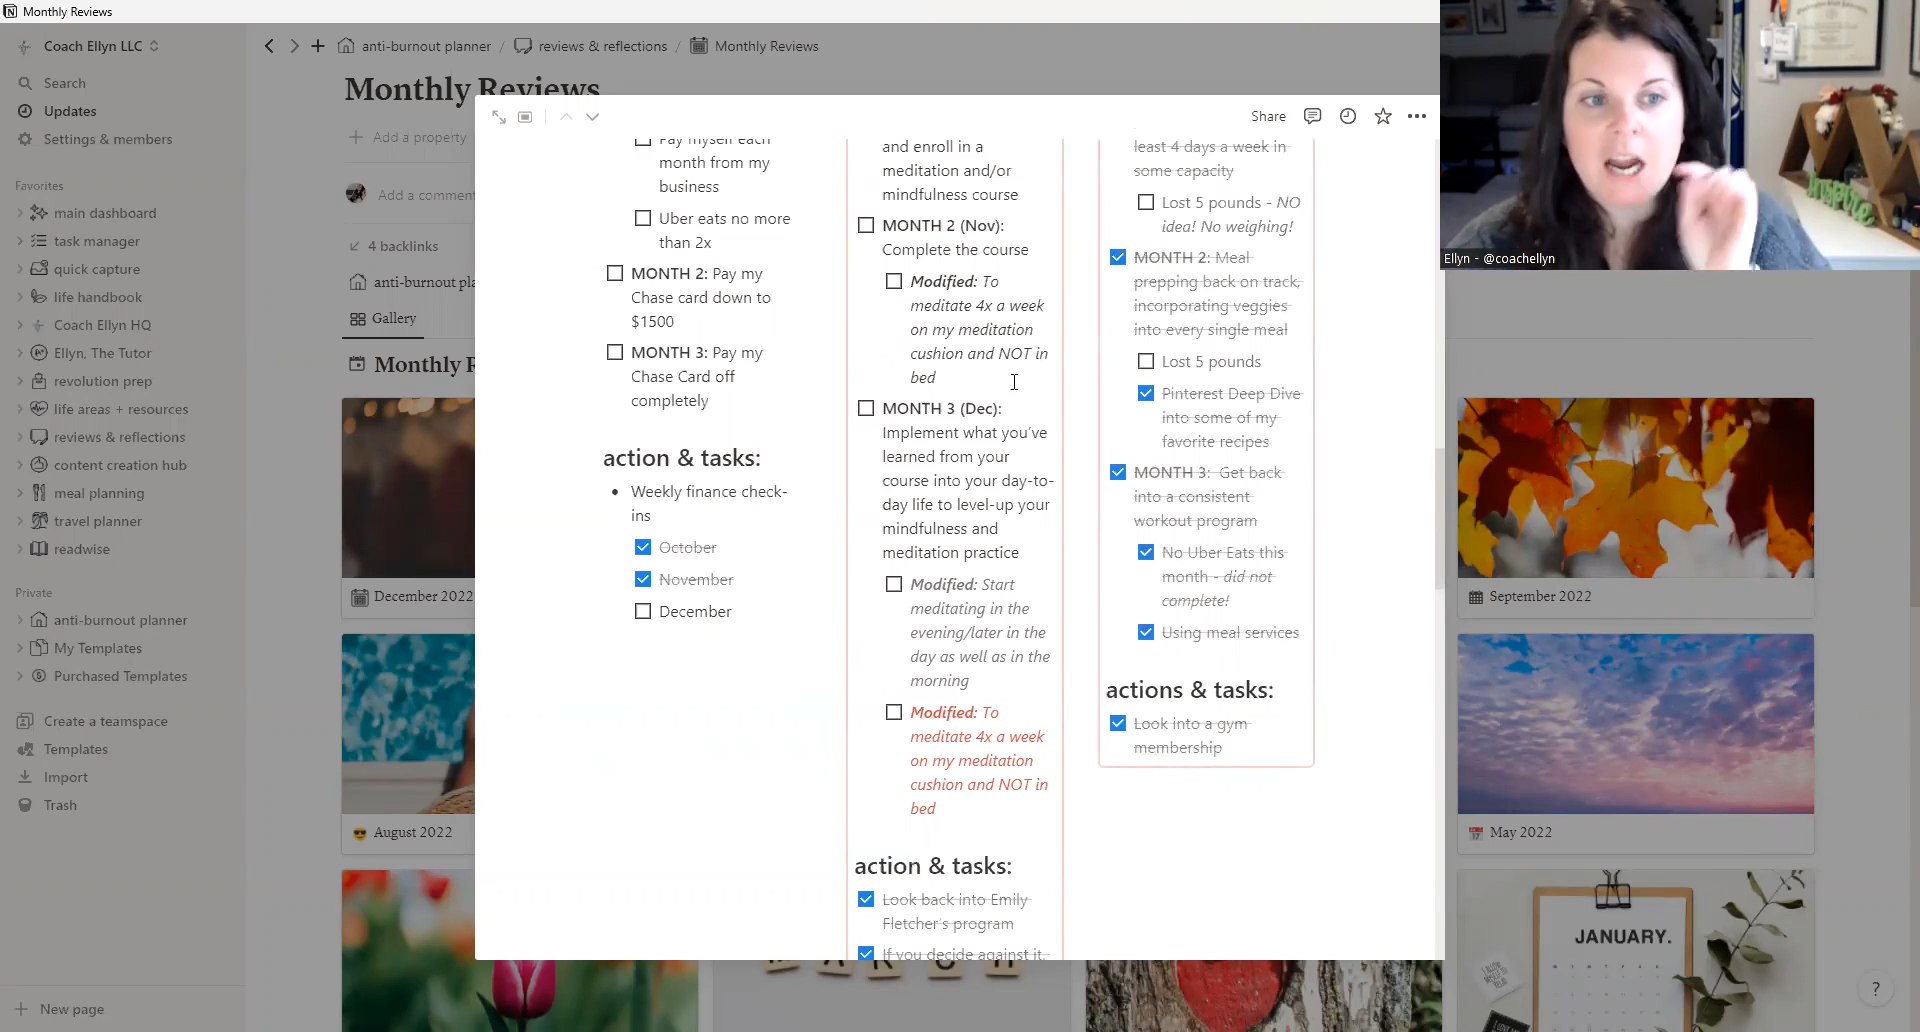 Monthly Reviews
Coach Ellyn LLC
Search
Updates
Settings & members
Favorites
main dashboard
task manager
quick capture
life handbook
Coach Ellyn HQ
Ellyn, The Tutor
revolution prep
life areas + resources
reviews & reflections
content creation hub
meal planning
travel planner
readwise
Private
anti-burnout planner
My Templates
Purchased Templates
Create a teamspace
Templates
Import
Trash
New page
anti-burnout planner / reviews & reflections / Monthly Reviews
Monthly Reviews
Add a property
Add a comment
4 backlinks
anti-burnout pla
Gallery
Monthly R
December 2022
August 2022
September 2022
May 2022
Share
Pay myself each
month from my
business
Uber eats no more
than 2x
MONTH 2: Pay my
Chase card down to
$1500
MONTH 3: Pay my
Chase Card off
completely
action & tasks:
Weekly finance check-
ins
October
November
December
and enroll in a
meditation and/or
mindfulness course
MONTH 2 (Nov):
Complete the course
Modified: To
meditate 4x a week
on my meditation
cushion and NOT in
bed
MONTH 3 (Dec):
Implement what you've
learned from your
course into your day-to-
day life to level-up your
mindfulness and
meditation practice
Modified: Start
meditating in the
evening/later in the
day as well as in the
morning
Modified: To
meditate 4x a week
on my meditation
cushion and NOT in
bed
action & tasks:
Look back into Emily
Fletcher's program
If you decide against it,
least 4 days a week in
some capacity
Lost 5 pounds - NO
idea! No weighing!
MONTH 2: Meal
prepping back on track,
incorporating veggies
into every single meal
Lost 5 pounds
Pinterest Deep Dive
into some of my
favorite recipes
MONTH 3: Get back
into a consistent
workout program
No Uber Eats this
month - did not
complete!
Using meal services
actions & tasks:
Look into a gym
membership
Ellyn - @coachellyn
inspire
JANUARY.
?